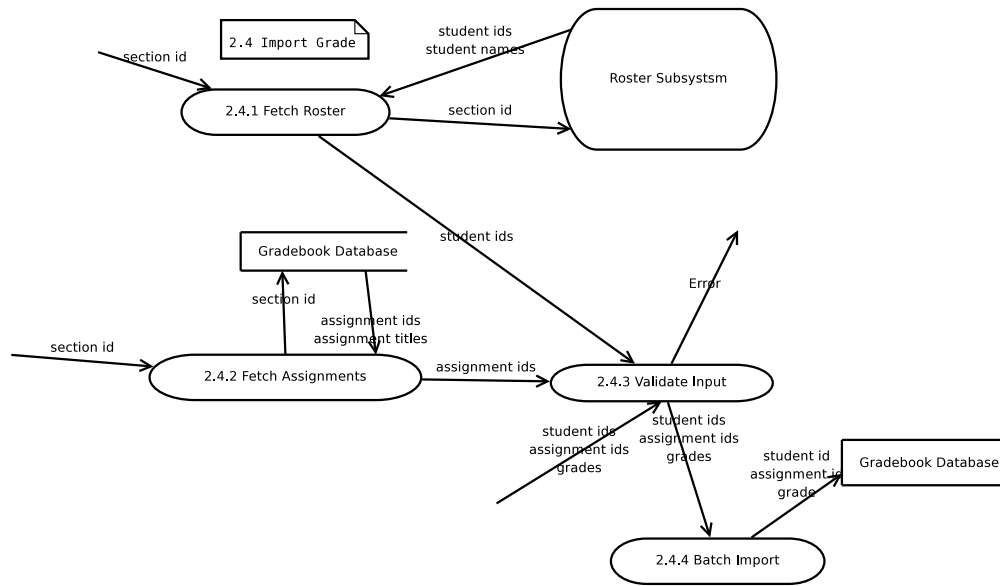 2.4 Import Grade
section id
student ids
student names
Roster Subsystsm
2.4.1 Fetch Roster
section id
student ids
Gradebook Database
section id
assignment ids
assignment titles
Error
section id
2.4.2 Fetch Assignments
assignment ids
2.4.3 Validate Input
student ids
assignment ids
grades
student ids
assignment ids
grades
student id
assignment id
grade
Gradebook Database
2.4.4 Batch Import